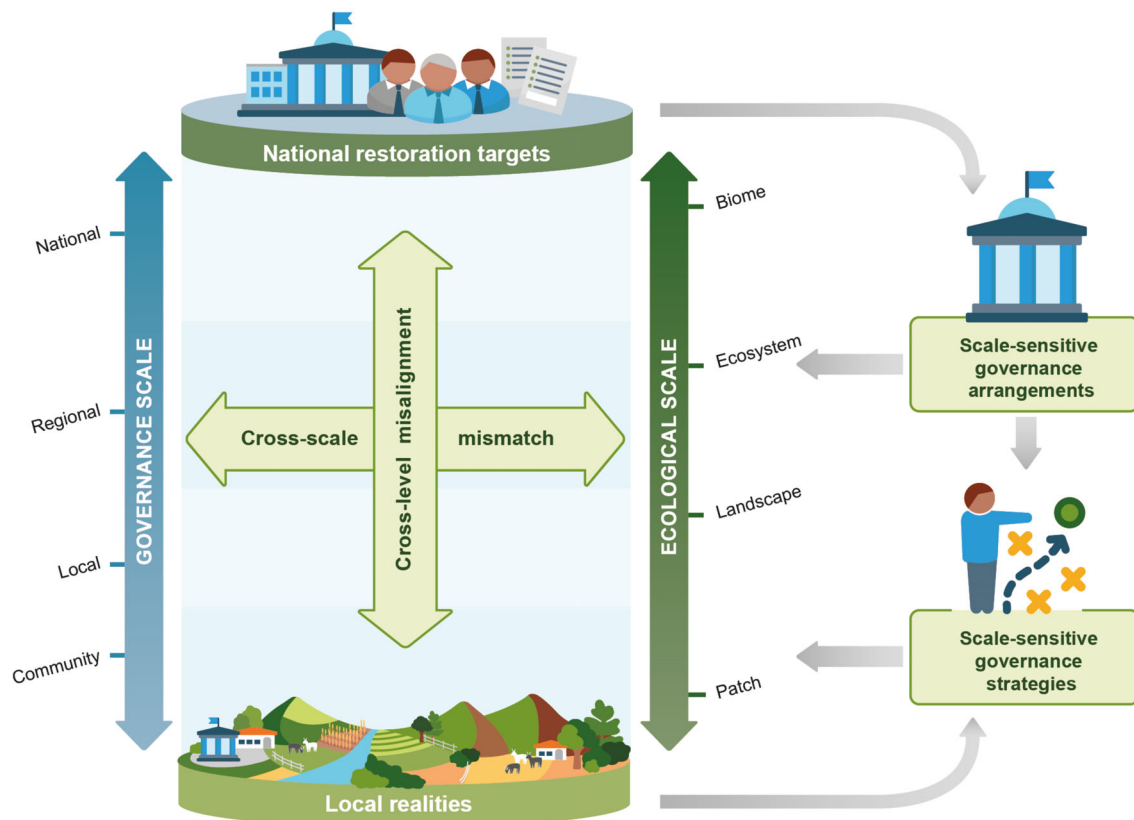 National restoration targets
GOVERNANCE SCALE
National
Regional
Local
Community
Cross-scale mismatch
Cross-level misalignment
ECOLOGICAL SCALE
Biome
Ecosystem
Landscape
Patch
Local realities
Scale-sensitive
governance
arrangements
Scale-sensitive
governance
strategies